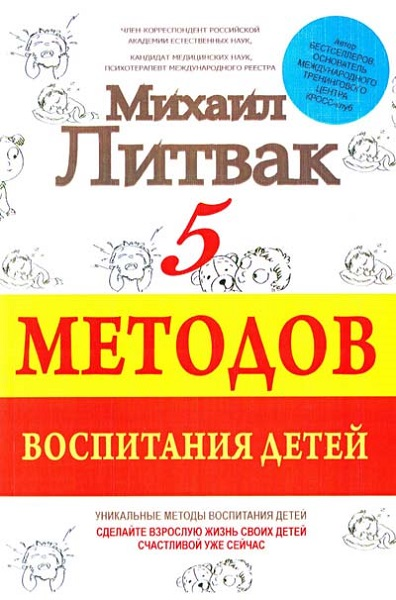 ЧЛЕН КОРРЕСПОНДЕНТ РОССИЙСКОЙ
АКАДЕМИИ ЕСТЕСТВЕННЫХ НАУК,
КАНДИДАТ МЕДИЦИНСКИХ НАУК,
ПСИХОТЕРАПЕВТ МЕЖДУНАРОДНОГО РЕЕСТРА
Автор
БЕСТСЕЛЛЕРОВ,
ОСНОВАТЕЛЬ
МЕЖДУНАРОДНОГО
ТРЕНИНГОВОГО
ЦЕНТРА
КРОСС-клуб
Михаил
Литвак
5
МЕТОДОВ
ВОСПИТАНИЯ ДЕТЕЙ
УНИКАЛЬНЫЕ МЕТОДЫ ВОСПИТАНИЯ ДЕТЕЙ
СДЕЛАЙТЕ ВЗРОСЛУЮ ЖИЗНЬ СВОИХ ДЕТЕЙ
СЧАСТЛИВОЙ УЖЕ СЕЙЧАС